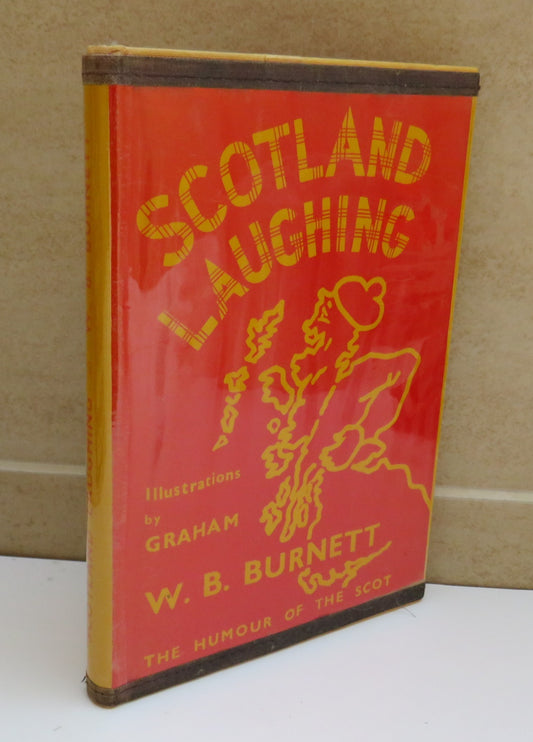 SCOTLAND
LAUGHING
Illustrations
by
GRAHAM
W. B. BURNETT
THE HUMOUR OF THE SCOT